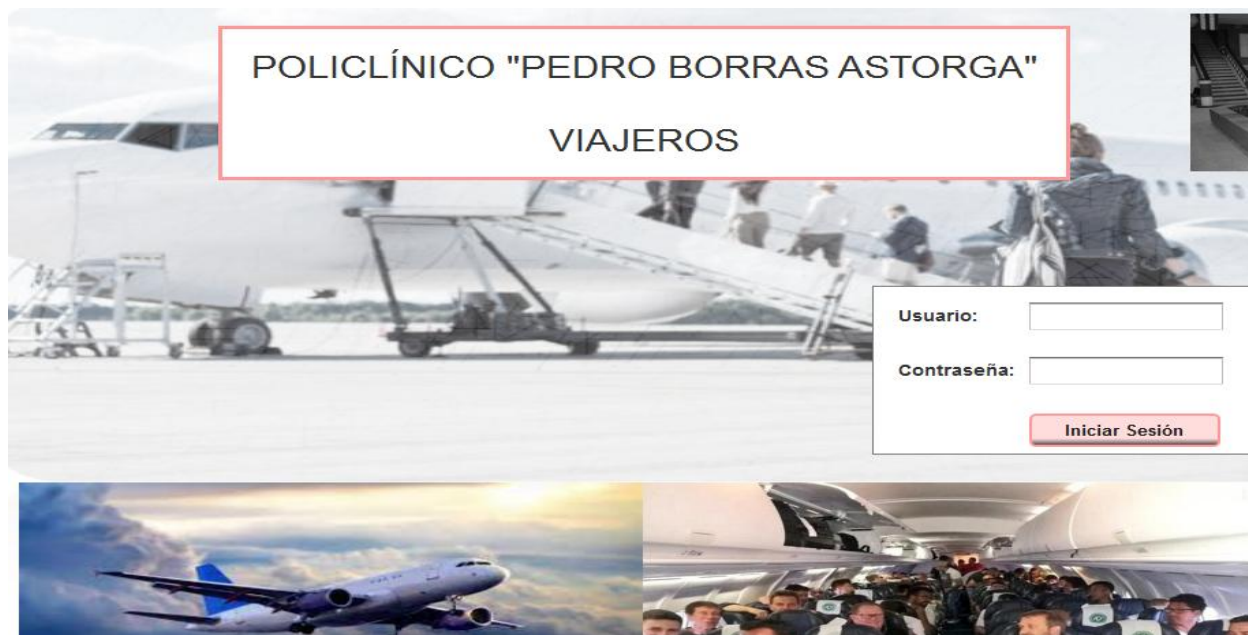 POLICLÍNICO "PEDRO BORRAS ASTORGA"
VIAJEROS
Usuario:
Contraseña:
Iniciar Sesión